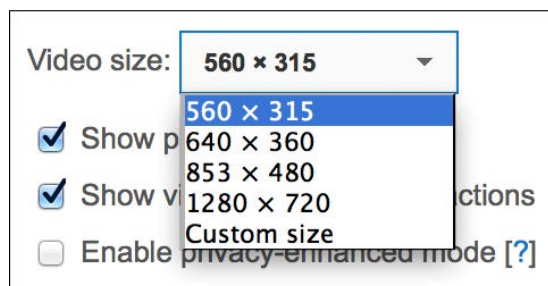 Video size: 560 × 315
560 × 315
Show p 640 × 360
853 × 480
Show vi 1280 × 720 ctions
Custom size
Enable privacy-enhanced mode [?]